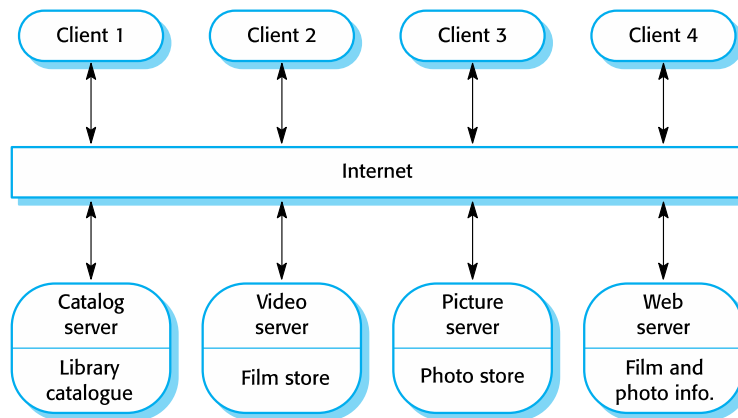 Client 1
Client 2
Client 3
Client 4
Internet
Catalog
server
Library
catalogue
Video
server
Film store
Picture
server
Photo store
Web
server
Film and
photo info.